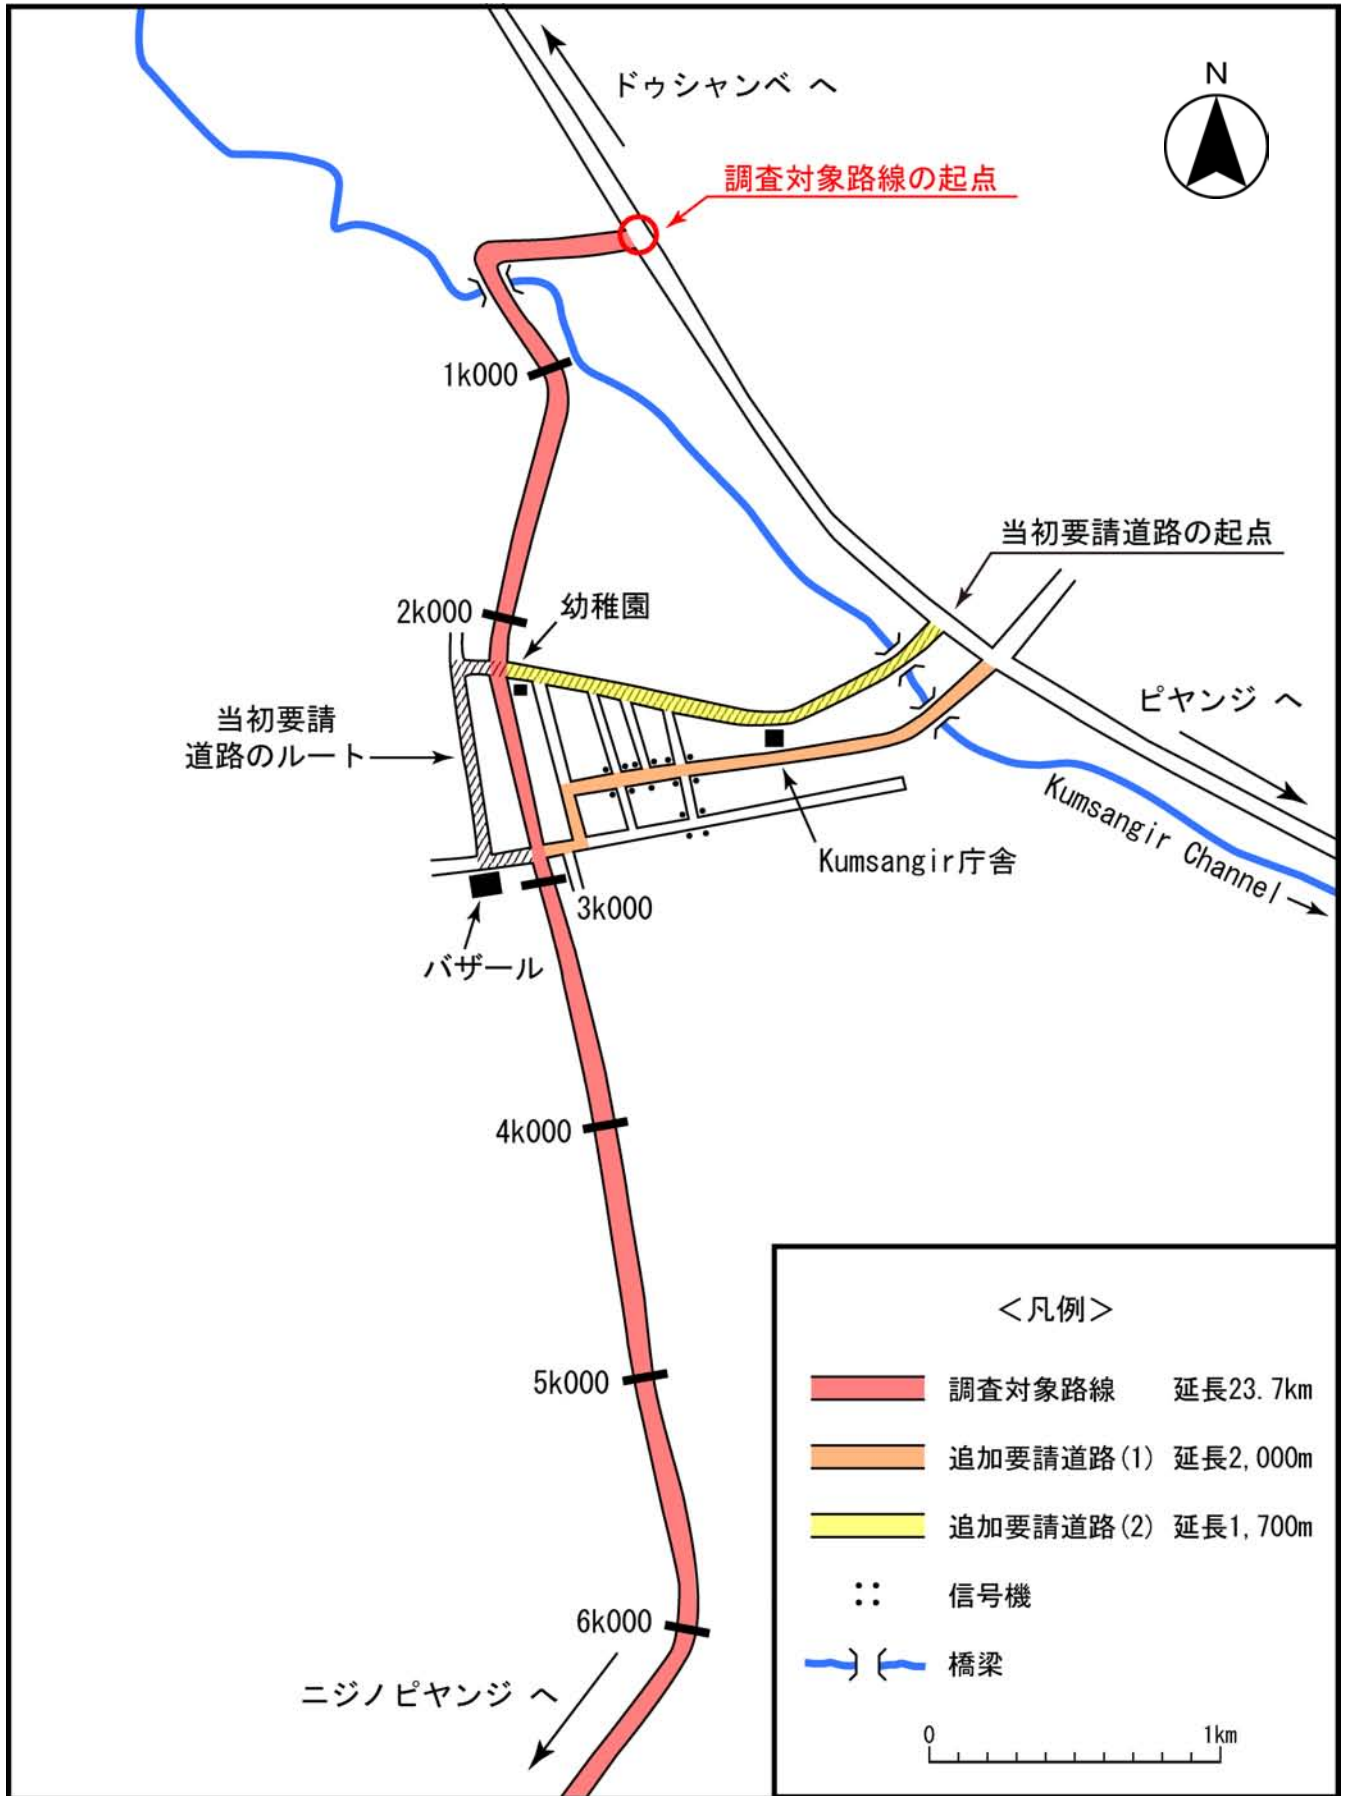 N
ドゥシャンベ へ
調査対象路線の起点
1k000
当初要請道路の起点
2k000
幼稚園
ピヤンジ へ
当初要請
道路のルート
Kumsangir Channel
Kumsangir庁舎
3k000
バザール
4k000
5k000
6k000
ニジノピヤンジ へ
＜凡例＞
調査対象路線 延長23.7km
追加要請道路(1) 延長2,000m
追加要請道路(2) 延長1,700m
信号機
橋梁
0 1km